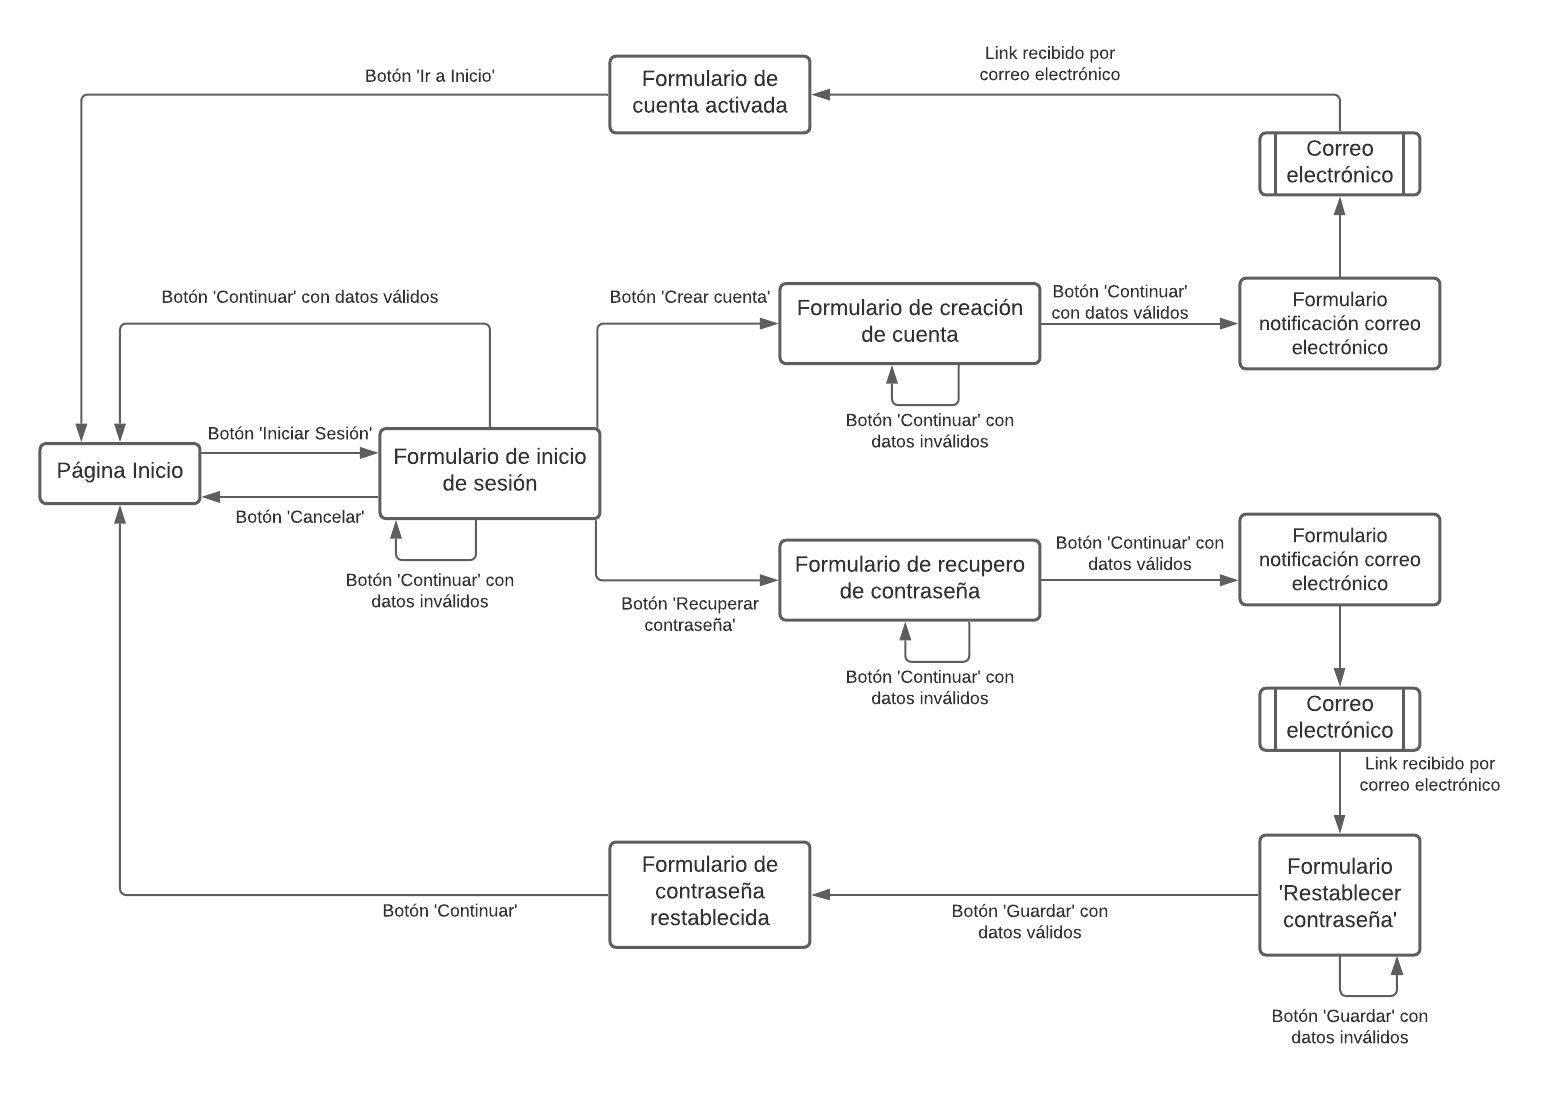 Link recibido por
correo electrónico
Botón 'Ir a Inicio'
Formulario de
cuenta activada
Correo
electrónico
Botón 'Continuar' con datos válidos
Botón 'Crear cuenta'
Formulario de creación
de cuenta
Botón 'Continuar'
con datos válidos
Formulario
notificación correo
electrónico
Botón 'Continuar' con
datos inválidos
Botón 'Iniciar Sesión'
Página Inicio
Formulario de inicio
de sesión
Botón 'Cancelar'
Botón 'Continuar' con
datos inválidos
Formulario de recupero
de contraseña
Botón 'Recuperar
contraseña'
Botón 'Continuar' con
datos válidos
Formulario
notificación correo
electrónico
Botón 'Continuar' con
datos inválidos
Correo
electrónico
Link recibido por
correo electrónico
Formulario
'Restablecer
contraseña'
Formulario de
contraseña
restablecida
Botón 'Continuar'
Botón 'Guardar' con
datos válidos
Botón 'Guardar' con
datos inválidos